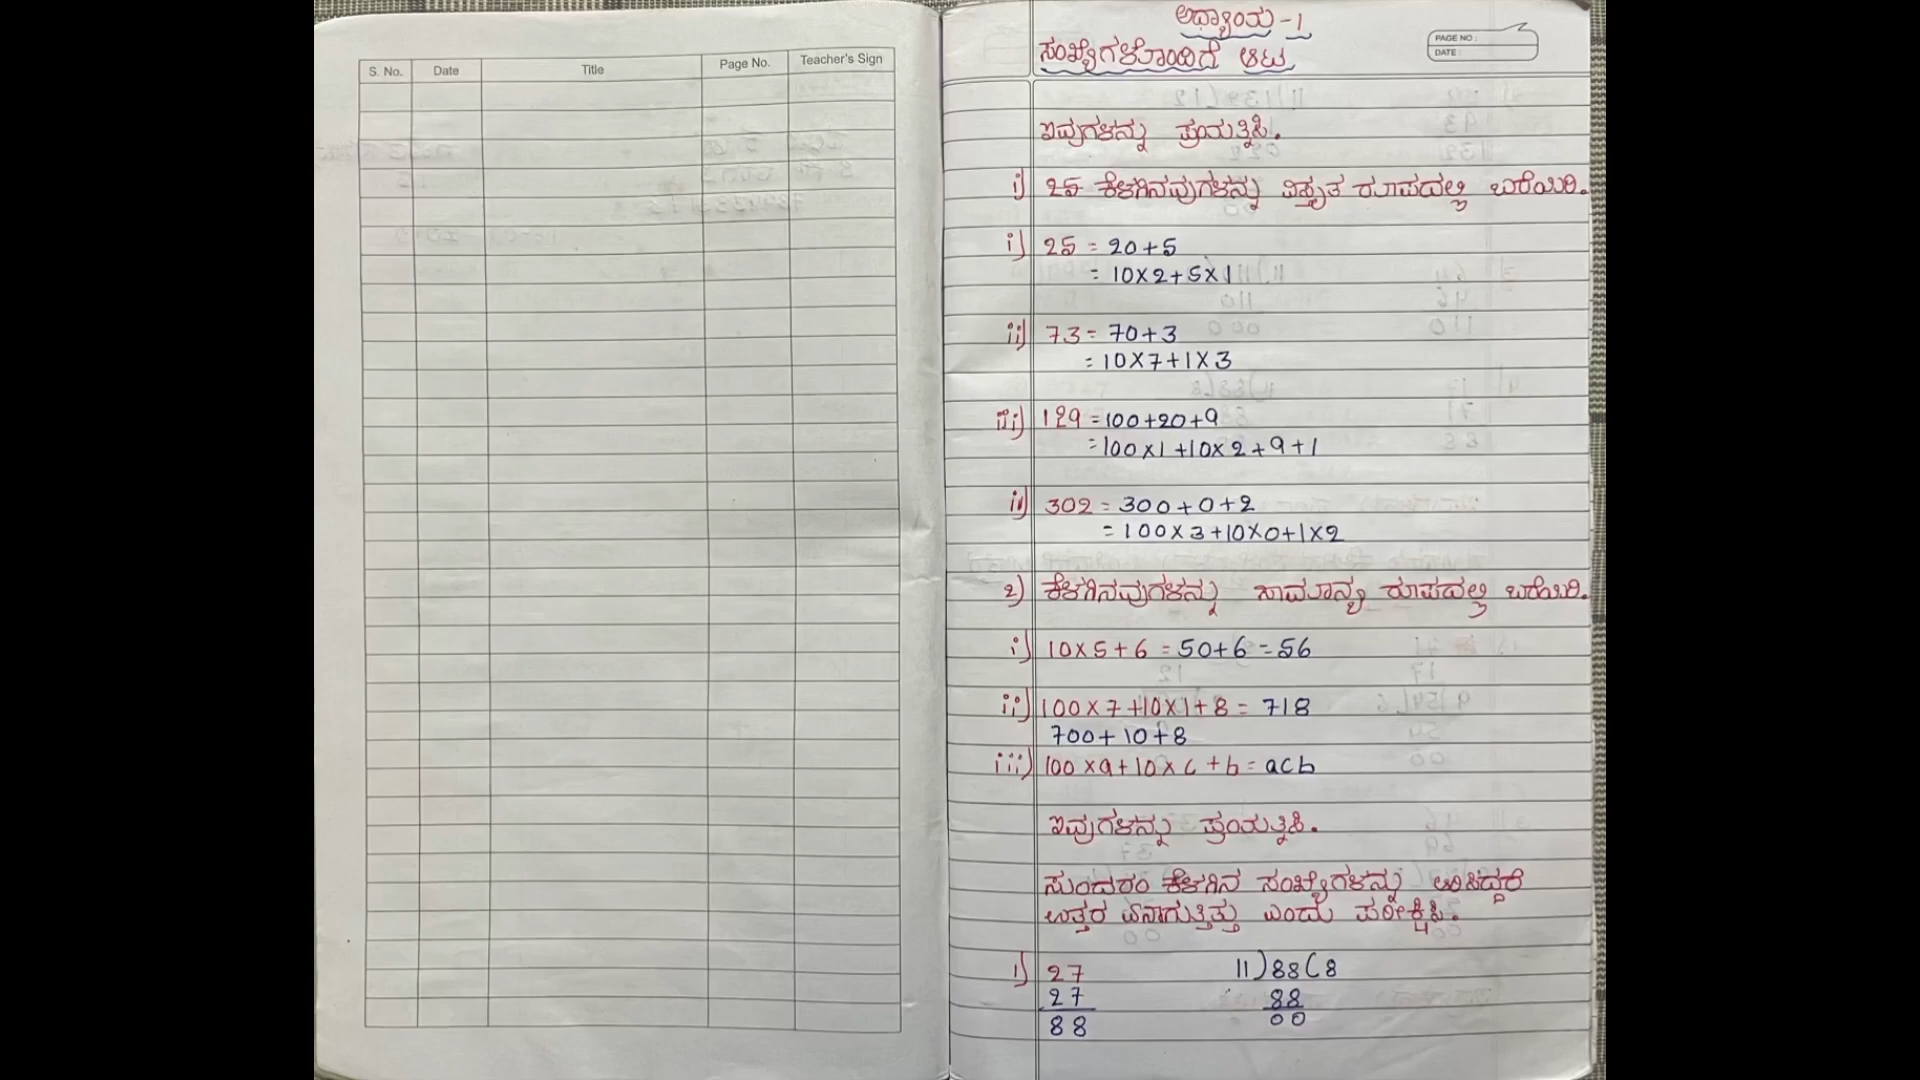 S. No. Date Title Page No. Teacher's Sign
ಅಧ್ಯಾಯ - 1
ಸಂಖ್ಯೆಗಳೊಂದಿಗೆ ಆಟ
PAGE NO :
DATE :
ಇವುಗಳನ್ನು ಪ್ರಯತ್ನಿಸಿ.
i) 25 ಕೆಳಗಿನವುಗಳನ್ನು ವಿಸ್ತೃತ ರೂಪದಲ್ಲಿ ಬರೆಯಿರಿ.
i) 25 = 20+5
= 10×2+5×1
ii) 73 = 70+3
= 10×7+1×3
iii) 129 = 100+20+9
= 100×1+10×2+9+1
iv) 302 = 300+0+2
= 100×3+10×0+1×2
2) ಕೆಳಗಿನವುಗಳನ್ನು ಸಾಮಾನ್ಯ ರೂಪದಲ್ಲಿ ಬರೆಯಿರಿ.
i) 10×5+6 = 50+6 = 56
ii) 100×7+10×1+8 = 718
700+10+8
iii) 100×a+10×c+b = acb
ಇವುಗಳನ್ನು ಪ್ರಯತ್ನಿಸಿ.
ಸುಂದರಂ ಕೆಳಗಿನ ಸಂಖ್ಯೆಗಳನ್ನು ಆರಿಸಿದ್ದರೆ
ಉತ್ತರ ಏನಾಗುತ್ತಿತ್ತು ಎಂದು ಪರೀಕ್ಷಿಸಿ.
1) 27 11)88(8
27 88
88 00